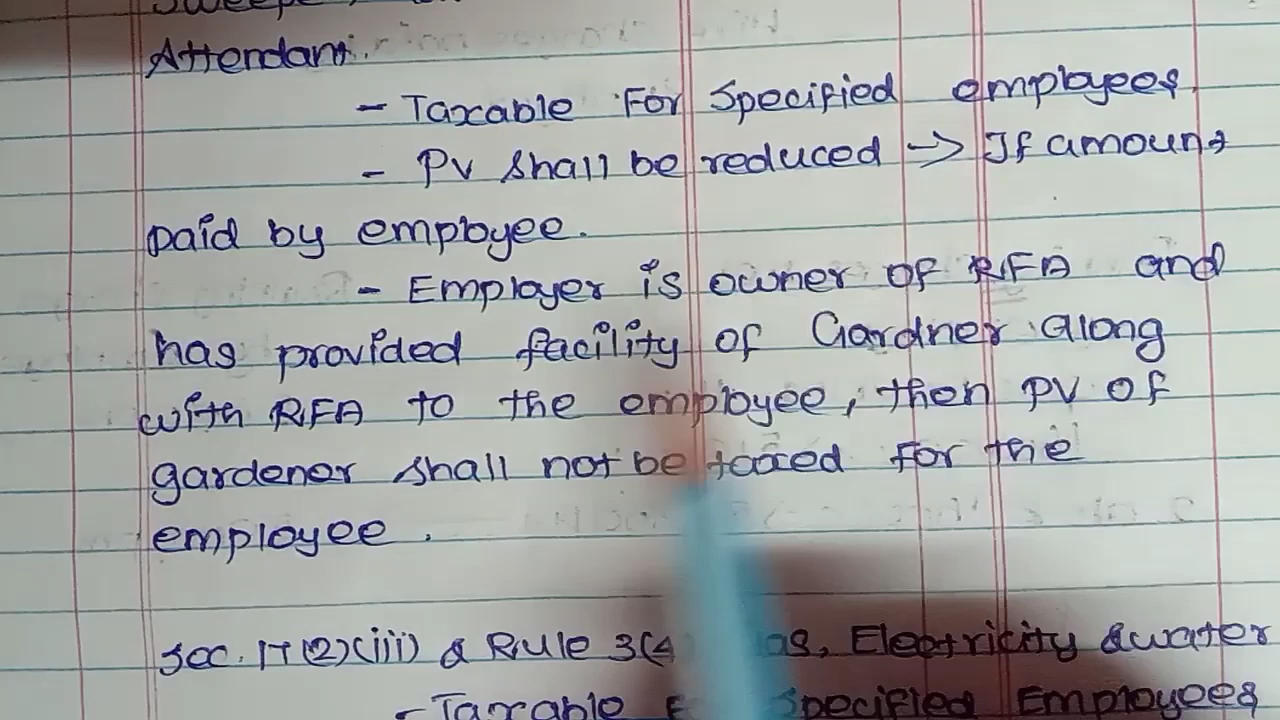 Attendant.
- Taxable For Specified employees.
- PV shall be reduced -> If amount
paid by employee.
- Employer is owner OF RFA and
has provided facility of Gardner along
with RFA to the employee, then PV OF
gardener shall not be taxed for the
employee.
Sec. 17(2)(iii) & Rule 3(4 Electricity & water
- Taxable Specified Employees